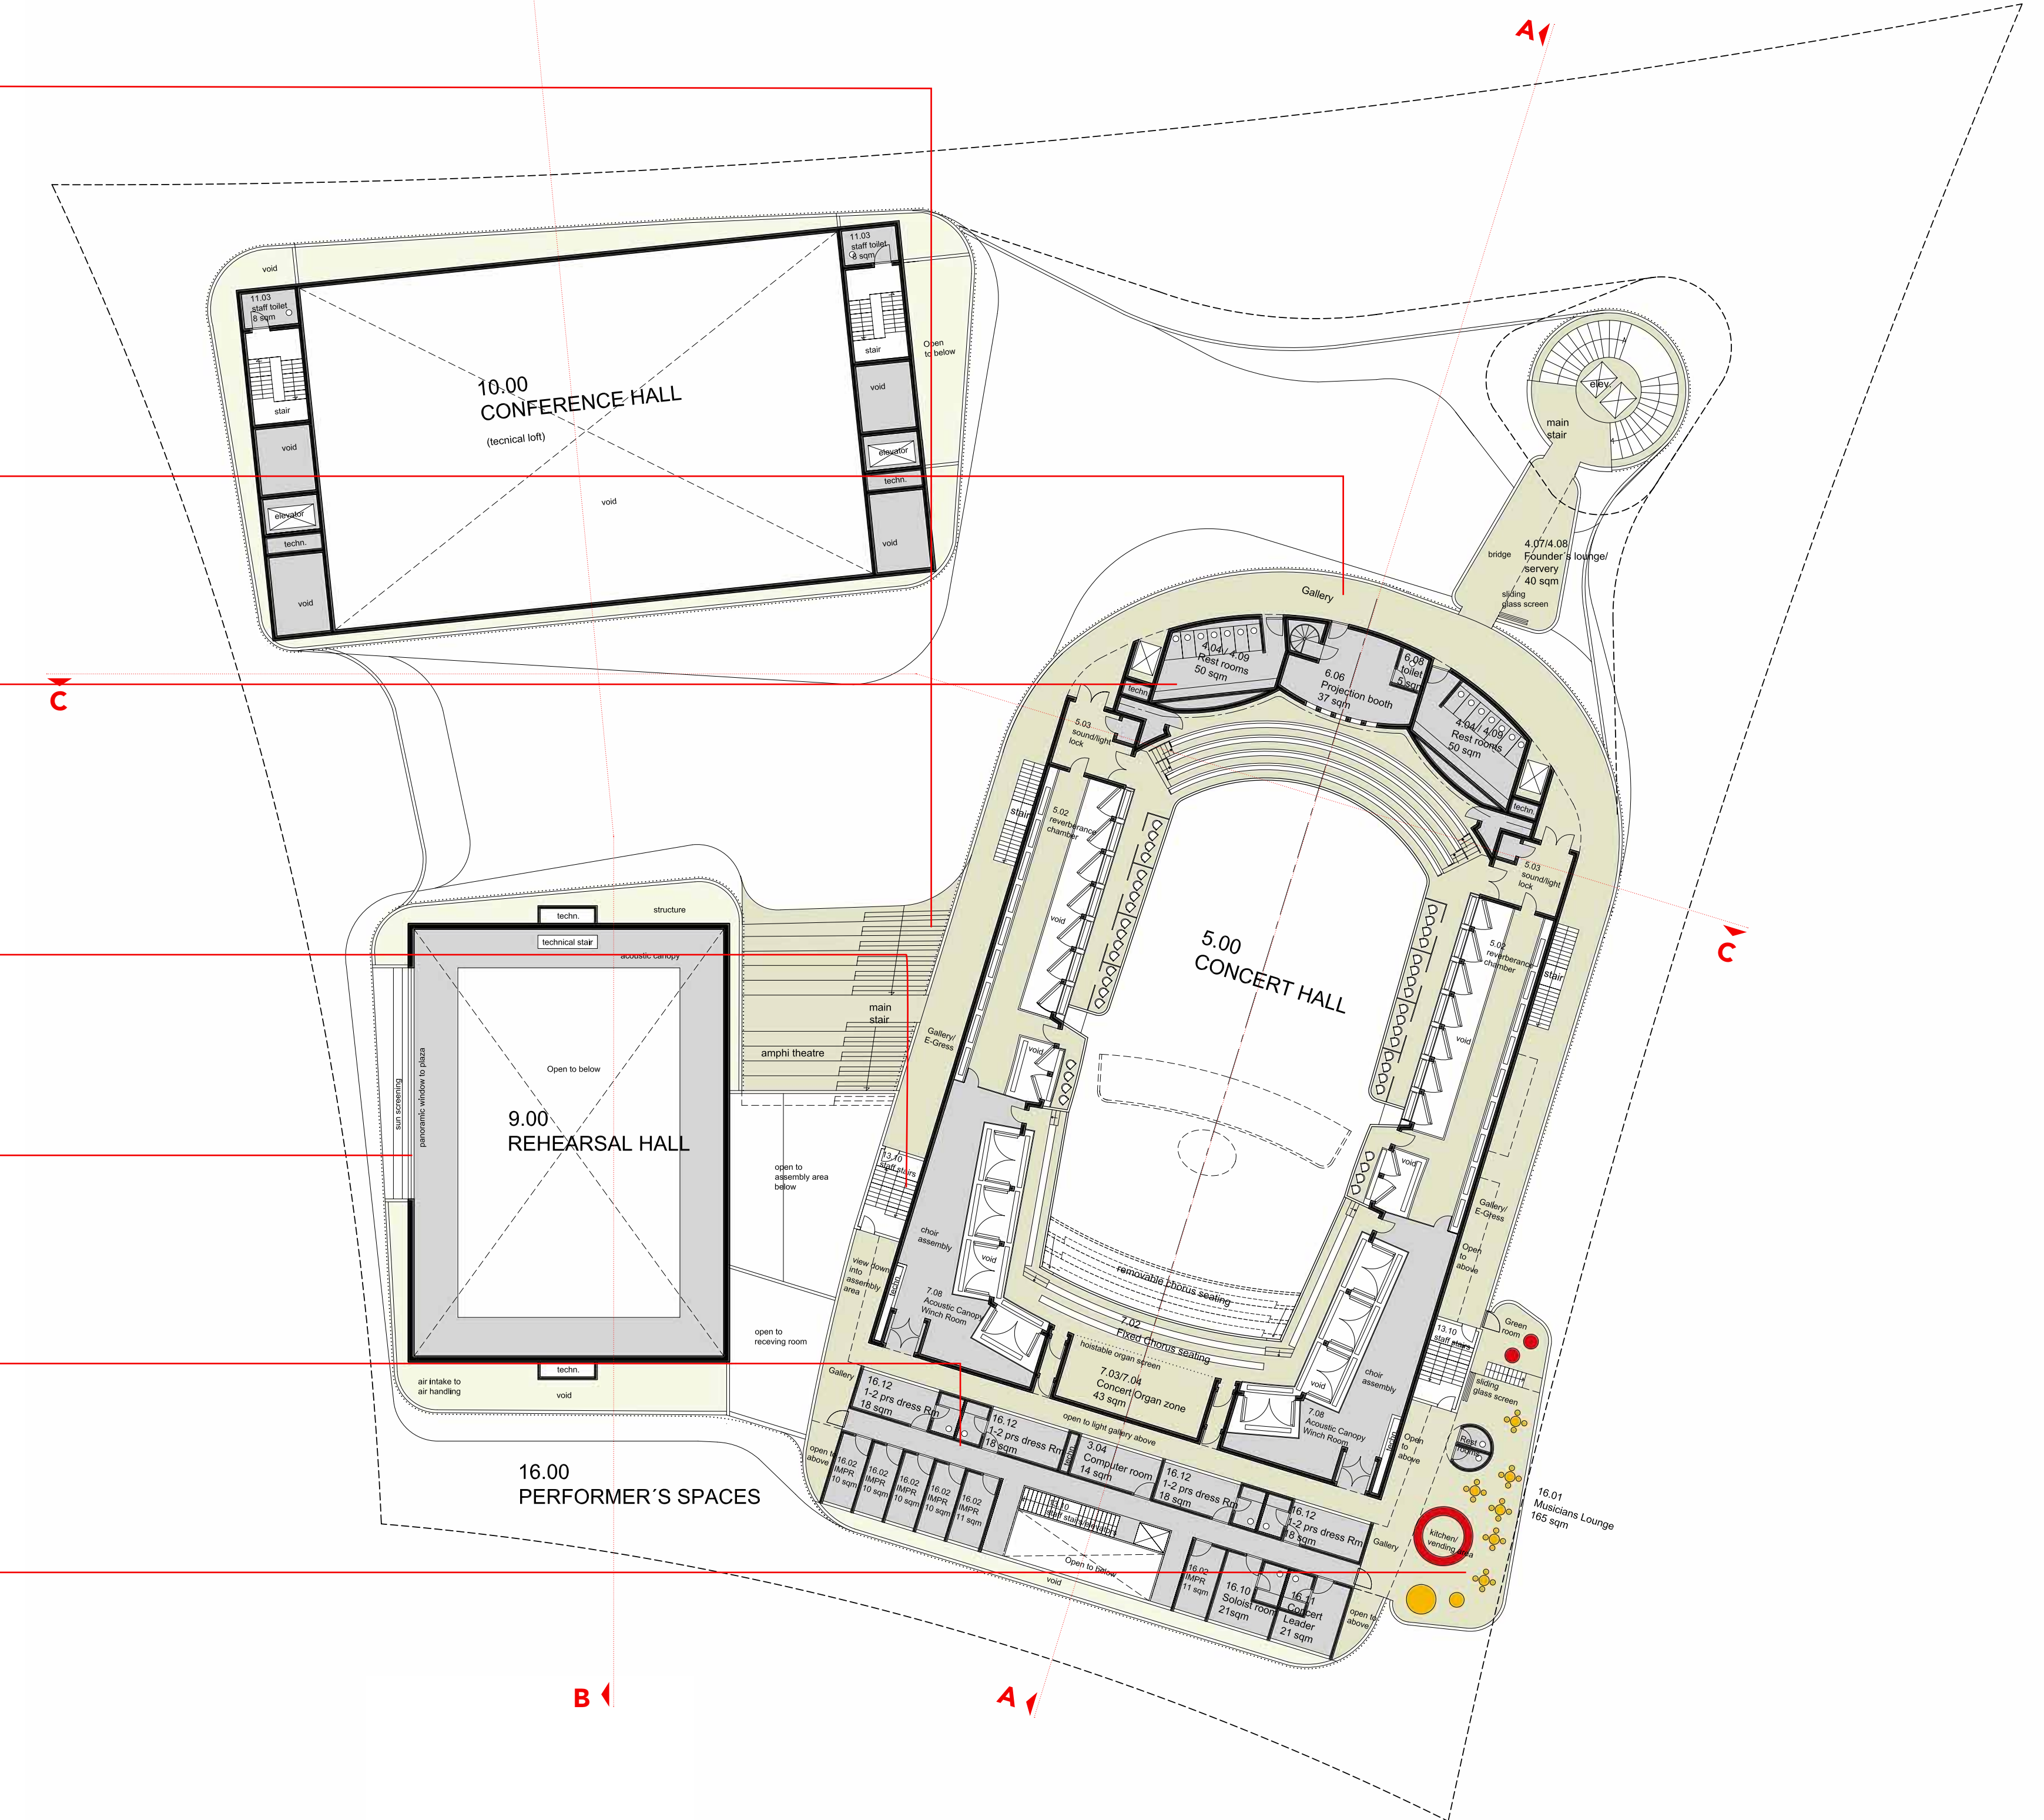 A
11.03
staff toilet
8 sqm
void
11.03
staff toilet
8 sqm
stair
Open
to below
void
elevator
techn.
void
10.00
CONFERENCE HALL
(tecnical loft)
void
stair
void
elevator
techn.
void
elev.
main
stair
bridge
4.07/4.08
Founder´s lounge/
servery
40 sqm
sliding
glass screen
Gallery
C
4.04 / 4.09
Rest rooms
50 sqm
6.06
Projection booth
37 sqm
6.08
toilet
5 sqm
4.04 / 4.09
Rest rooms
50 sqm
techn.
techn.
5.03
sound/light
lock
5.03
sound/light
lock
stair
5.02
reverberance
chamber
void
5.02
reverberance
chamber
void
stair
C
5.00
CONCERT HALL
techn.
structure
technical stair
acoustic canopy
main
stair
amphi theatre
Gallery/
E-Gress
void
void
sun screening
panoramic window to plaza
Open to below
9.00
REHEARSAL HALL
open to
assembly area
below
13.10
staff stairs
Gallery/
E-Gress
Open
to
above
choir
assembly
void
view down
into
assembly
area
techn.
7.08
Acoustic Canopy
Winch Room
removable chorus seating
7.02
Fixed Chorus seating
hoistable organ screen
7.03/7.04
Concert Organ zone
43 sqm
void
choir
assembly
7.08
Acoustic Canopy
Winch Room
techn.
Open
to
above
13.10
staff stairs
Green
room
sliding
glass screen
Rest
rooms
open to
receving room
techn.
air intake to
air handling
void
Gallery
16.12
1-2 prs dress Rm
18 sqm
16.12
1-2 prs dress Rm
18 sqm
techn.
3.04
Computer room
14 sqm
open to light gallery above
16.12
1-2 prs dress Rm
18 sqm
16.12
1-2 prs dress Rm
18 sqm
Gallery
open to
above
16.02
IMPR
10 sqm
16.02
IMPR
10 sqm
16.02
IMPR
10 sqm
16.02
IMPR
10 sqm
16.02
IMPR
11 sqm
13.10
staff stairs/elevators
Open to below
void
16.02
IMPR
11 sqm
16.10
Soloist room
21sqm
16.11
Concert
Leader
21 sqm
open to
above
kitchen/
vending area
16.01
Musicians Lounge
165 sqm
16.00
PERFORMER´S SPACES
B
A